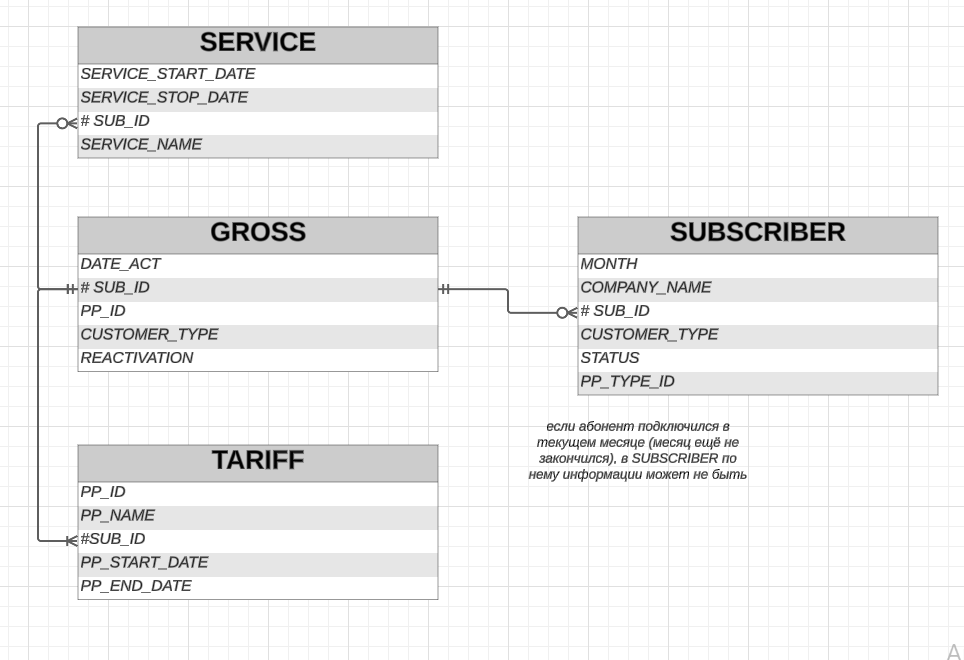 SERVICE
SERVICE_START_DATE
SERVICE_STOP_DATE
# SUB_ID
SERVICE_NAME
GROSS
DATE_ACT
# SUB_ID
PP_ID
CUSTOMER_TYPE
REACTIVATION
SUBSCRIBER
MONTH
COMPANY_NAME
# SUB_ID
CUSTOMER_TYPE
STATUS
PP_TYPE_ID
если абонент подключился в
текущем месяце (месяц ещё не
закончился), в SUBSCRIBER по
нему информации может не быть
TARIFF
PP_ID
PP_NAME
#SUB_ID
PP_START_DATE
PP_END_DATE
A